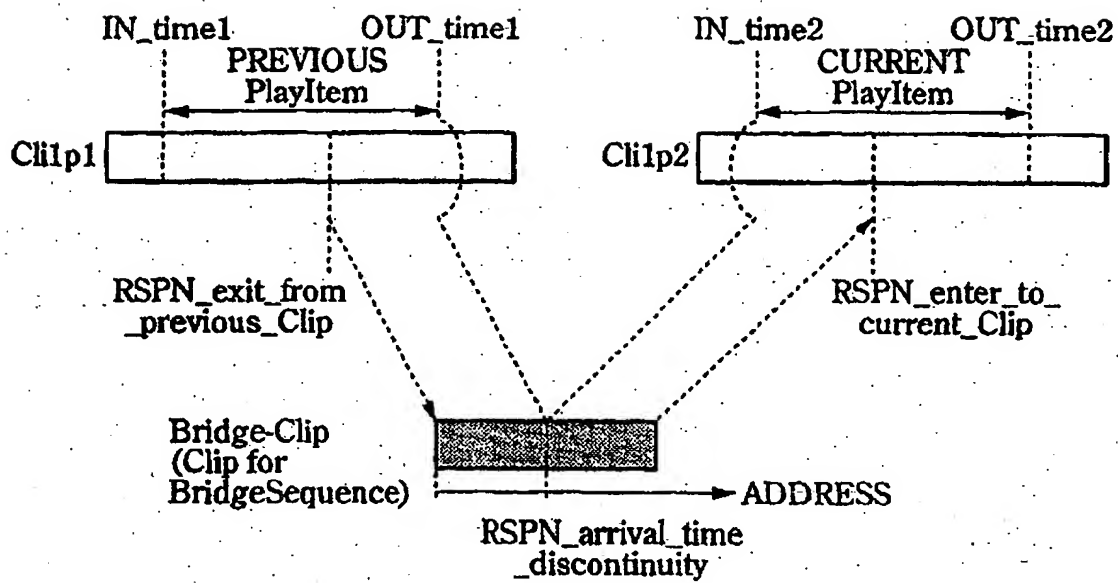 IN_time1
OUT_time1
IN_time2
OUT_time2
PREVIOUS
PlayItem
CURRENT
PlayItem
Cli1p1
Cli1p2
RSPN_exit_from
_previous_Clip
RSPN_enter_to_
current_Clip
Bridge-Clip
(Clip for
BridgeSequence)
ADDRESS
RSPN_arrival_time
_discontinuity